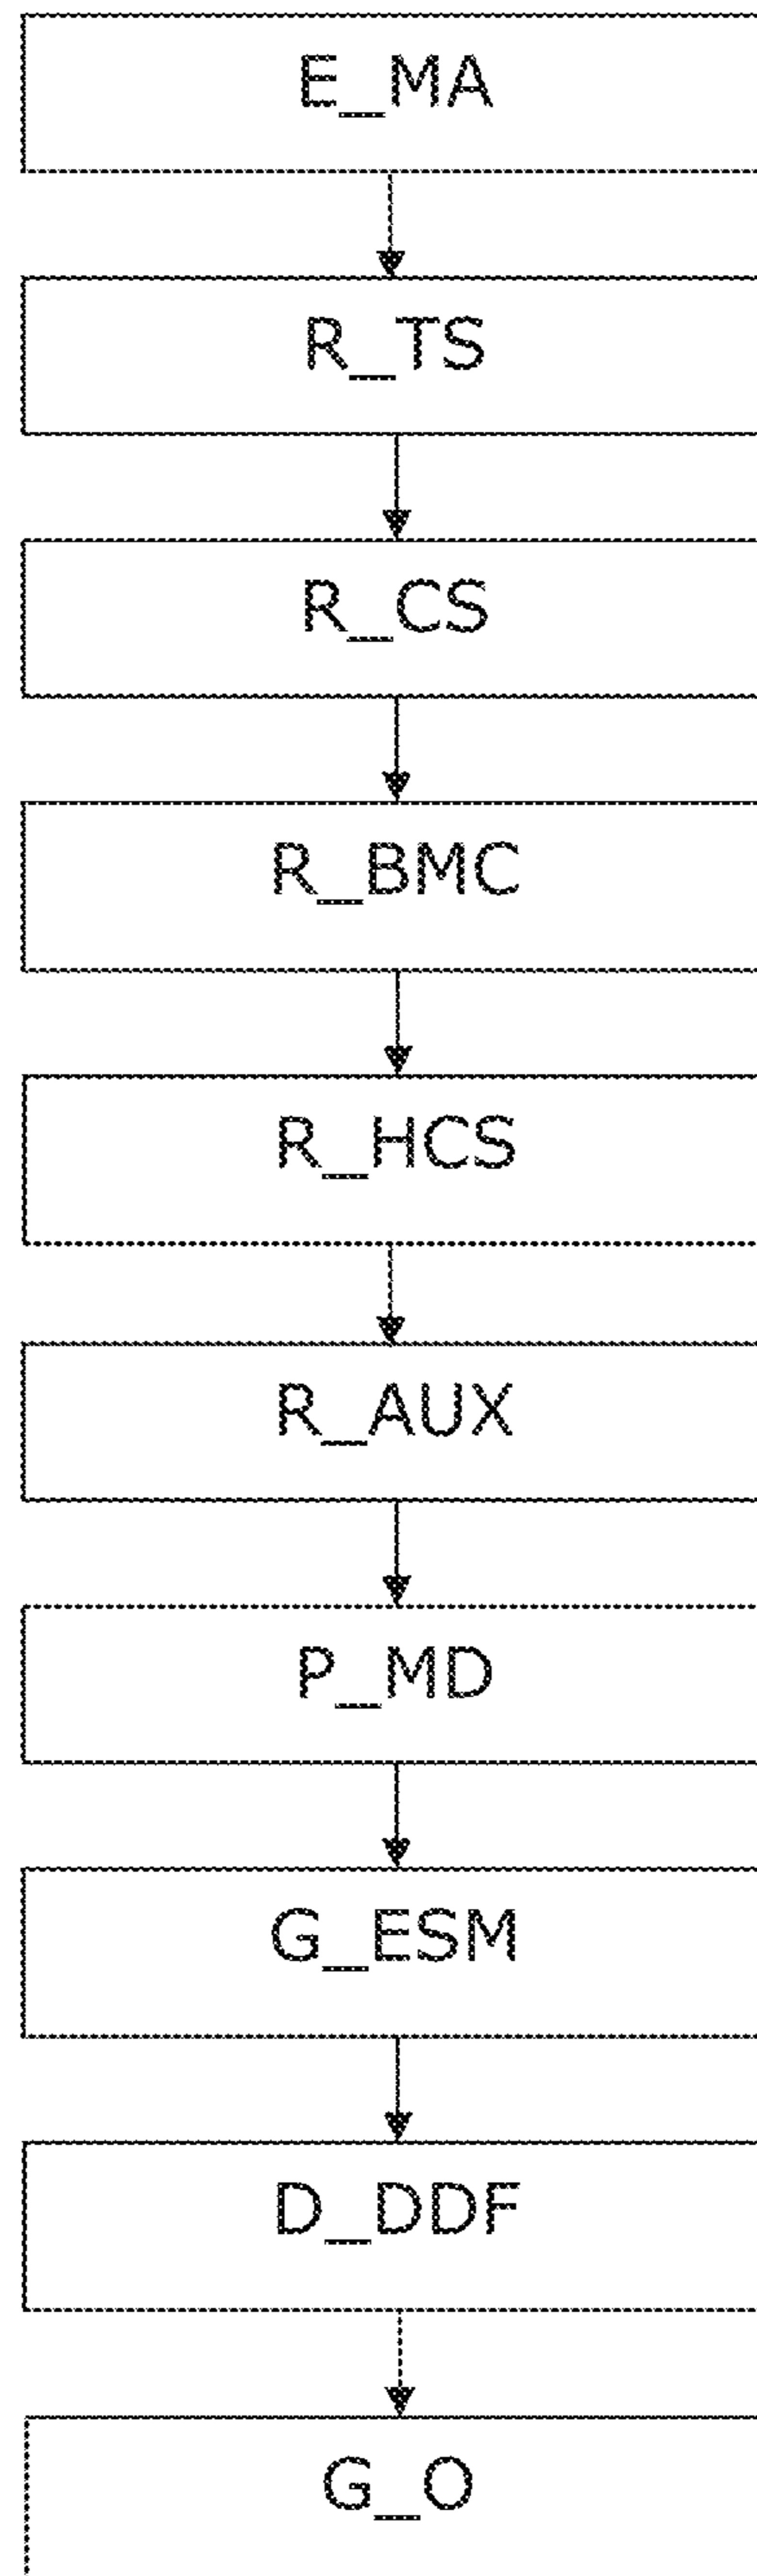 E_MA
R_TS
R_CS
R_BMC
R_HCS
R_AUX
P_MD
G_ESM
D_DDF
G_O